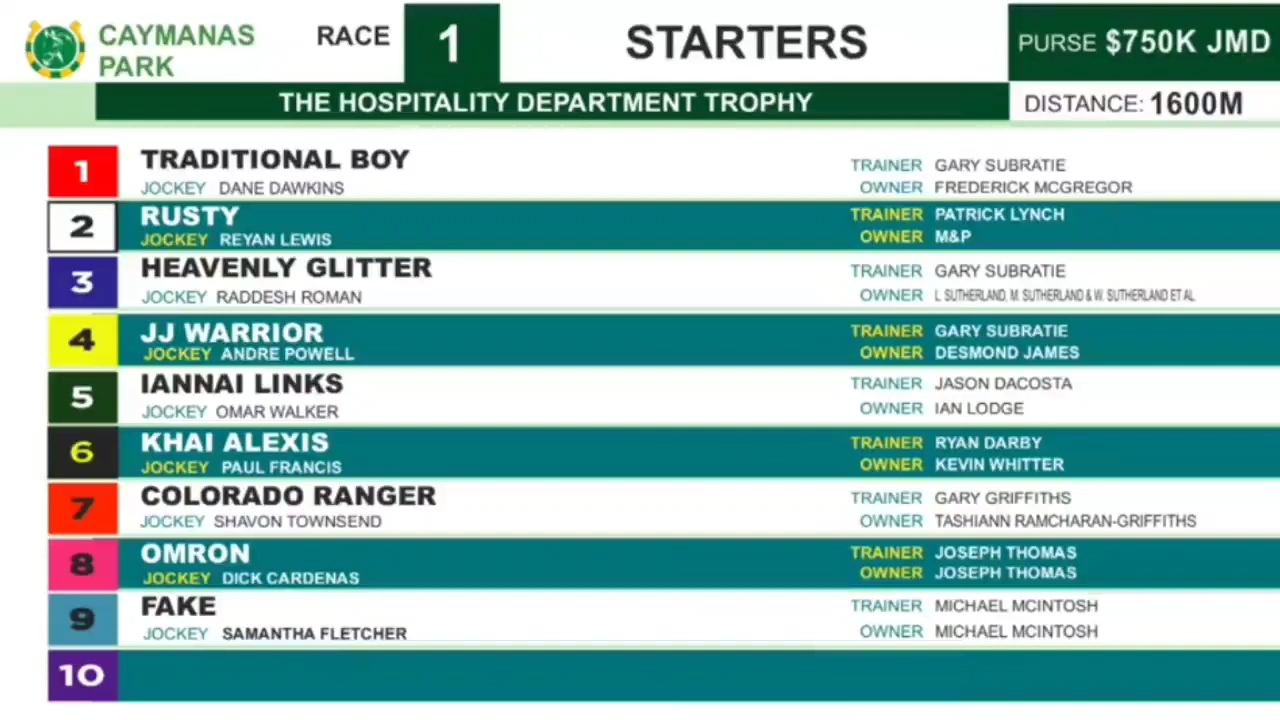 CAYMANAS PARK
RACE 1
STARTERS
PURSE $750K JMD
THE HOSPITALITY DEPARTMENT TROPHY
DISTANCE: 1600M
1 TRADITIONAL BOY TRAINER GARY SUBRATIE
JOCKEY DANE DAWKINS OWNER FREDERICK MCGREGOR
2 RUSTY TRAINER PATRICK LYNCH
JOCKEY REYAN LEWIS OWNER M&P
3 HEAVENLY GLITTER TRAINER GARY SUBRATIE
JOCKEY RADDESH ROMAN OWNER L. SUTHERLAND, M. SUTHERLAND & W. SUTHERLAND ET AL
4 JJ WARRIOR TRAINER GARY SUBRATIE
JOCKEY ANDRE POWELL OWNER DESMOND JAMES
5 IANNAI LINKS TRAINER JASON DACOSTA
JOCKEY OMAR WALKER OWNER IAN LODGE
6 KHAI ALEXIS TRAINER RYAN DARBY
JOCKEY PAUL FRANCIS OWNER KEVIN WHITTER
7 COLORADO RANGER TRAINER GARY GRIFFITHS
JOCKEY SHAVON TOWNSEND OWNER TASHIANN RAMCHARAN-GRIFFITHS
8 OMRON TRAINER JOSEPH THOMAS
JOCKEY DICK CARDENAS OWNER JOSEPH THOMAS
9 FAKE TRAINER MICHAEL MCINTOSH
JOCKEY SAMANTHA FLETCHER OWNER MICHAEL MCINTOSH
10